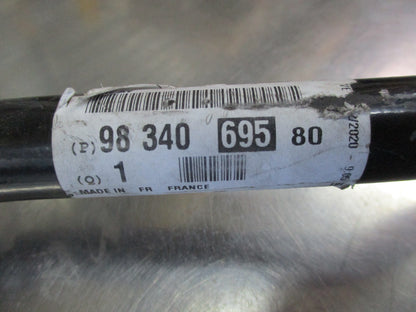 (P) 98 340 695 80
(Q) 1
MADE IN FR FRANCE